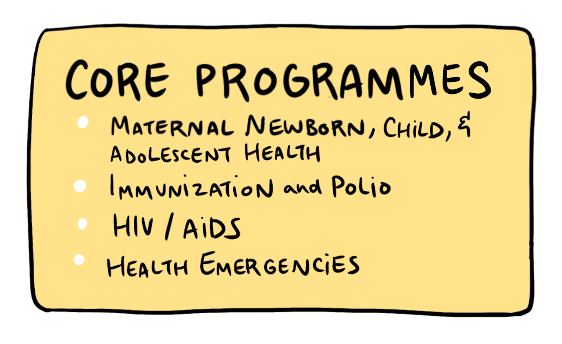 CORE PROGRAMMES
• MATERNAL NEWBORN, CHILD, &
ADOLESCENT HEALTH
• IMMUNIZATION and POLIO
• HIV / AIDS
• HEALTH EMERGENCIES